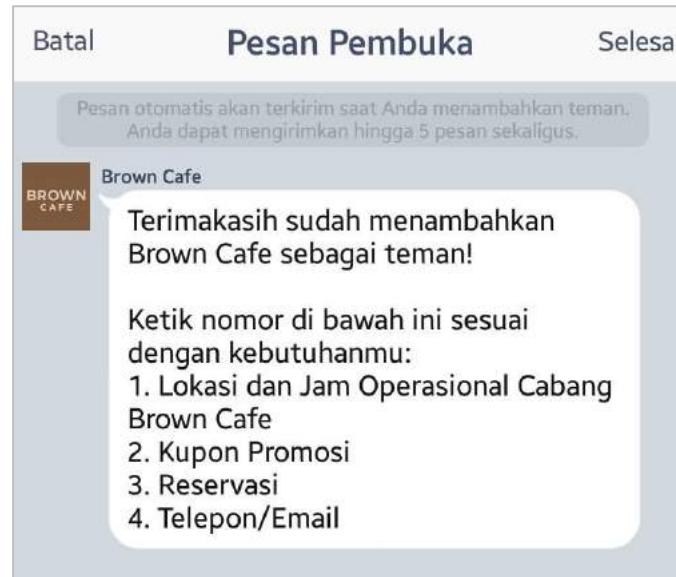 Batal Pesan Pembuka Selesa
Pesan otomatis akan terkirim saat Anda menambahkan teman.
Anda dapat mengirimkan hingga 5 pesan sekaligus.
Brown Cafe
BROWN
CAFE
Terimakasih sudah menambahkan
Brown Cafe sebagai teman!
Ketik nomor di bawah ini sesuai
dengan kebutuhanmu:
1. Lokasi dan Jam Operasional Cabang
Brown Cafe
2. Kupon Promosi
3. Reservasi
4. Telepon/Email